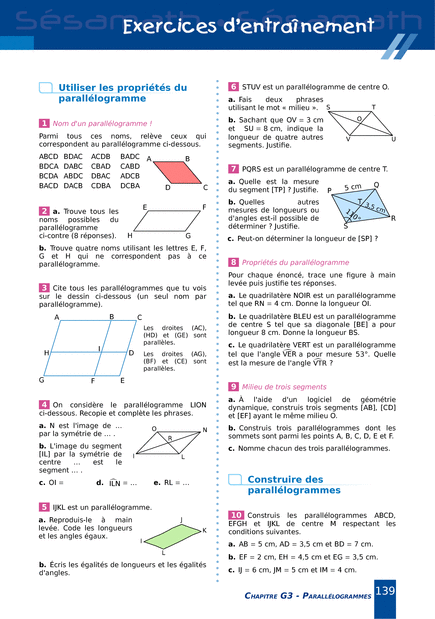 Sésamath
Sésamath
Exercices d'entraînement
Utiliser les propriétés du
parallélogramme
1 Nom d'un parallélogramme !
Parmi tous ces noms, relève ceux qui
correspondent au parallélogramme ci-dessous.
ABCD BDAC ACDB BADC
BDCA DABC CBAD CABD
BCDA ABDC DBAC ADCB
BACD DACB CDBA DCBA
A
B
D
C
2 a. Trouve tous les
noms possibles du
parallélogramme
ci-contre (8 réponses).
E
F
H
G
b. Trouve quatre noms utilisant les lettres E, F,
G et H qui ne correspondent pas à ce
parallélogramme.
3 Cite tous les parallélogrammes que tu vois
sur le dessin ci-dessous (un seul nom par
parallélogramme).
A
B
C
H
I
D
G
F
E
Les droites (AC),
(HD) et (GE) sont
parallèles.
Les droites (AG),
(BF) et (CE) sont
parallèles.
4 On considère le parallélogramme LION
ci-dessous. Recopie et complète les phrases.
a. N est l'image de ...
par la symétrie de ... .
b. L'image du segment
[IL] par la symétrie de
centre ... est le
segment ... .
O
N
R
I
L
c. OI =
d. ILN = ...
e. RL = ...
5 IJKL est un parallélogramme.
a. Reproduis-le à main
levée. Code les longueurs
et les angles égaux.
J
K
I
L
b. Écris les égalités de longueurs et les égalités
d'angles.
6 STUV est un parallélogramme de centre O.
a. Fais deux phrases
utilisant le mot « milieu ».
b. Sachant que OV = 3 cm
et SU = 8 cm, indique la
longueur de quatre autres
segments. Justifie.
S
T
O
V
U
7 PQRS est un parallélogramme de centre T.
a. Quelle est la mesure
du segment [TP] ? Justifie.
b. Quelles autres
mesures de longueurs ou
d'angles est-il possible de
déterminer ? Justifie.
P
5 cm
Q
T
3,5 cm
110°
R
S
c. Peut-on déterminer la longueur de [SP] ?
8 Propriétés du parallélogramme
Pour chaque énoncé, trace une figure à main
levée puis justifie tes réponses.
a. Le quadrilatère NOIR est un parallélogramme
tel que RN = 4 cm. Donne la longueur OI.
b. Le quadrilatère BLEU est un parallélogramme
de centre S tel que sa diagonale [BE] a pour
longueur 8 cm. Donne la longueur BS.
c. Le quadrilatère VERT est un parallélogramme
tel que l'angle VER a pour mesure 53°. Quelle
est la mesure de l'angle VTR ?
9 Milieu de trois segments
a. À l'aide d'un logiciel de géométrie
dynamique, construis trois segments [AB], [CD]
et [EF] ayant le même milieu O.
b. Construis trois parallélogrammes dont les
sommets sont parmi les points A, B, C, D, E et F.
c. Nomme chacun des trois parallélogrammes.
Construire des
parallélogrammes
10 Construis les parallélogrammes ABCD,
EFGH et IJKL de centre M respectant les
conditions suivantes.
a. AB = 5 cm, AD = 3,5 cm et BD = 7 cm.
b. EF = 2 cm, EH = 4,5 cm et EG = 3,5 cm.
c. IJ = 6 cm, JM = 5 cm et IM = 4 cm.
CHAPITRE G3 - PARALLÉLOGRAMMES 139